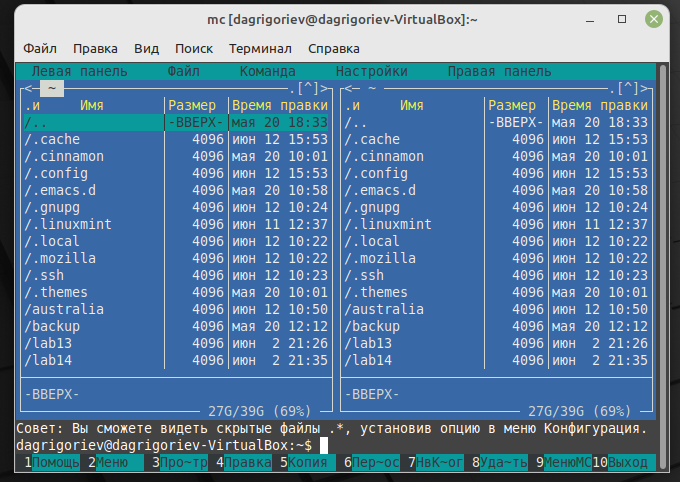 mc [dagrigoriev@dagrigoriev-VirtualBox]:~
Файл Правка Вид Поиск Терминал Справка
Левая панель Файл Команда Настройки Правая панель
<─ ~ ─.[^]> <─ ~ ─.[^]>
.и Имя Размер Время правки .и Имя Размер Время правки
/.. -ВВЕРХ- мая 20 18:33 /.. -ВВЕРХ- мая 20 18:33
/.cache 4096 июн 12 15:53 /.cache 4096 июн 12 15:53
/.cinnamon 4096 мая 20 10:01 /.cinnamon 4096 мая 20 10:01
/.config 4096 июн 12 15:53 /.config 4096 июн 12 15:53
/.emacs.d 4096 мая 20 10:58 /.emacs.d 4096 мая 20 10:58
/.gnupg 4096 июн 12 10:24 /.gnupg 4096 июн 12 10:24
/.linuxmint 4096 июн 11 12:37 /.linuxmint 4096 июн 11 12:37
/.local 4096 июн 12 10:22 /.local 4096 июн 12 10:22
/.mozilla 4096 июн 12 10:22 /.mozilla 4096 июн 12 10:22
/.ssh 4096 июн 12 10:23 /.ssh 4096 июн 12 10:23
/.themes 4096 мая 20 10:01 /.themes 4096 мая 20 10:01
/australia 4096 июн 12 10:50 /australia 4096 июн 12 10:50
/backup 4096 мая 20 12:12 /backup 4096 мая 20 12:12
/lab13 4096 июн 2 21:26 /lab13 4096 июн 2 21:26
/lab14 4096 июн 2 21:35 /lab14 4096 июн 2 21:35
-ВВЕРХ- -ВВЕРХ-
27G/39G (69%) 27G/39G (69%)
Совет: Вы сможете видеть скрытые файлы .*, установив опцию в меню Конфигурация.
dagrigoriev@dagrigoriev-VirtualBox:~$
1Помощь 2Меню 3Про~тр 4Правка 5Копия 6Пер~ос 7НвК~ог 8Уда~ть 9МенюMC 10Выход